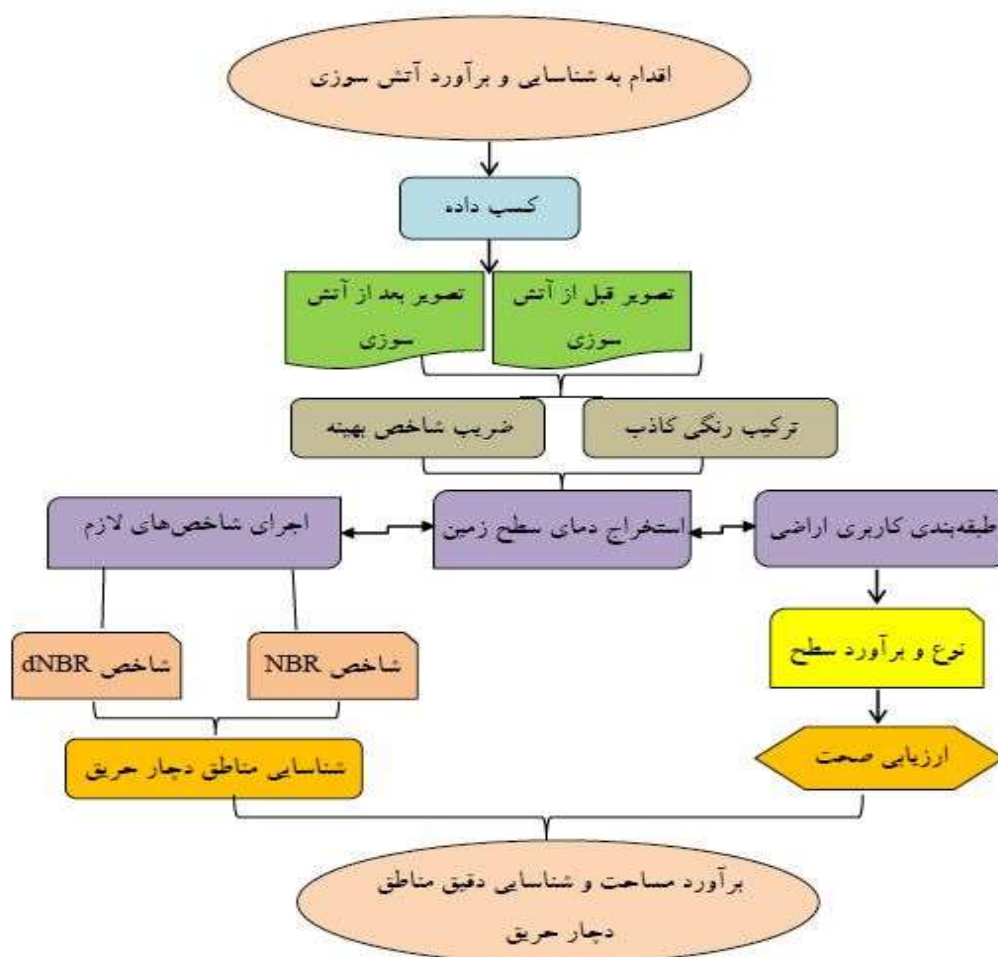 اقدام به شناسایی و برآورد آتش سوزی
کسب داده
تصویر قبل از آتش
سوزی
تصویر بعد از آتش
سوزی
ترکیب رنگی کاذب
ضریب شاخص بهینه
طبقه‌بندی کاربری اراضی
استخراج دمای سطح زمین
اجرای شاخص‌های لازم
نوع و برآورد سطح
شاخص NBR
شاخص dNBR
ارزیابی صحت
شناسایی مناطق دچار حریق
برآورد مساحت و شناسایی دقیق مناطق
دچار حریق